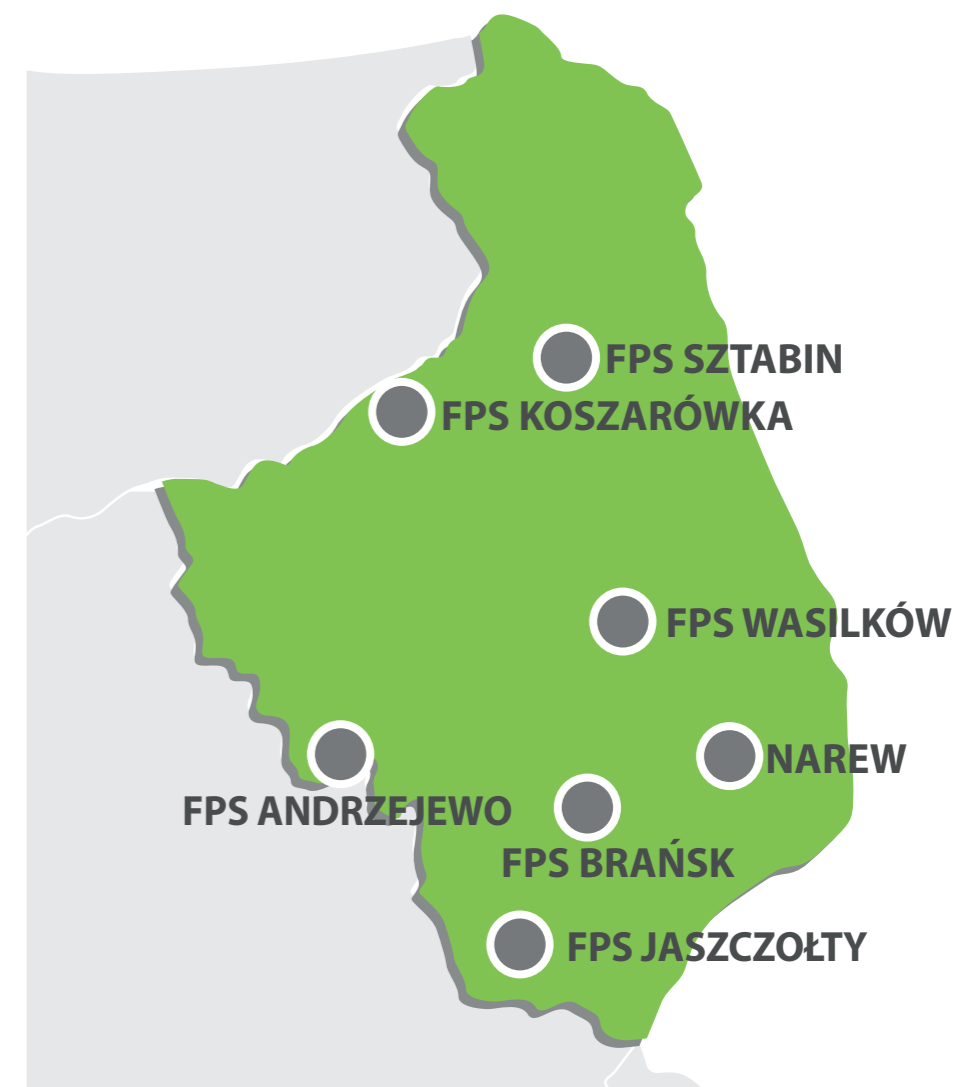 FPS SZTABIN
FPS KOSZARÓWKA
FPS WASILKÓW
NAREW
FPS ANDRZEJEWO
FPS BRAŃSK
FPS JASZCZOŁTY